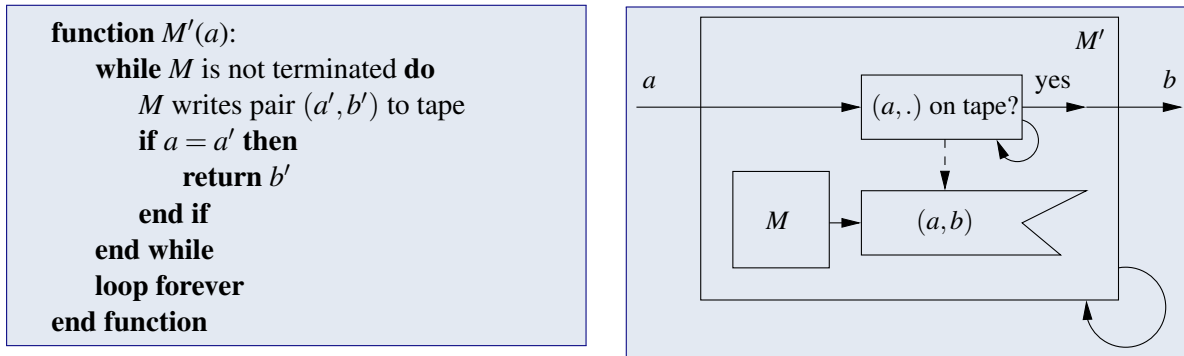 function M′(a):
while M is not terminated do
M writes pair (a′,b′) to tape
if a = a′ then
return b′
end if
end while
loop forever
end function
M′
a
(a, .) on tape?
yes
b
M
(a,b)